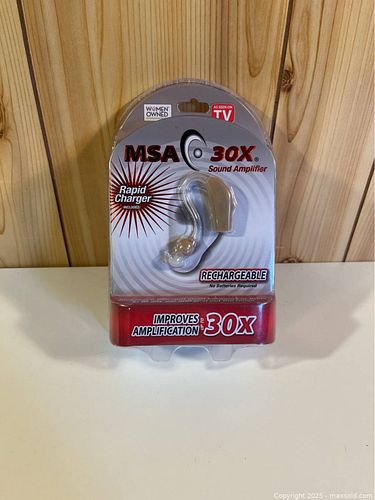 WOMEN
OWNED
AS SEEN ON
TV
MSA 30X®
Sound Amplifier
Rapid
Charger
INCLUDED
RECHARGEABLE
No Batteries Required
IMPROVES
AMPLIFICATION
30X
Copyright 2025 - maxsold.com